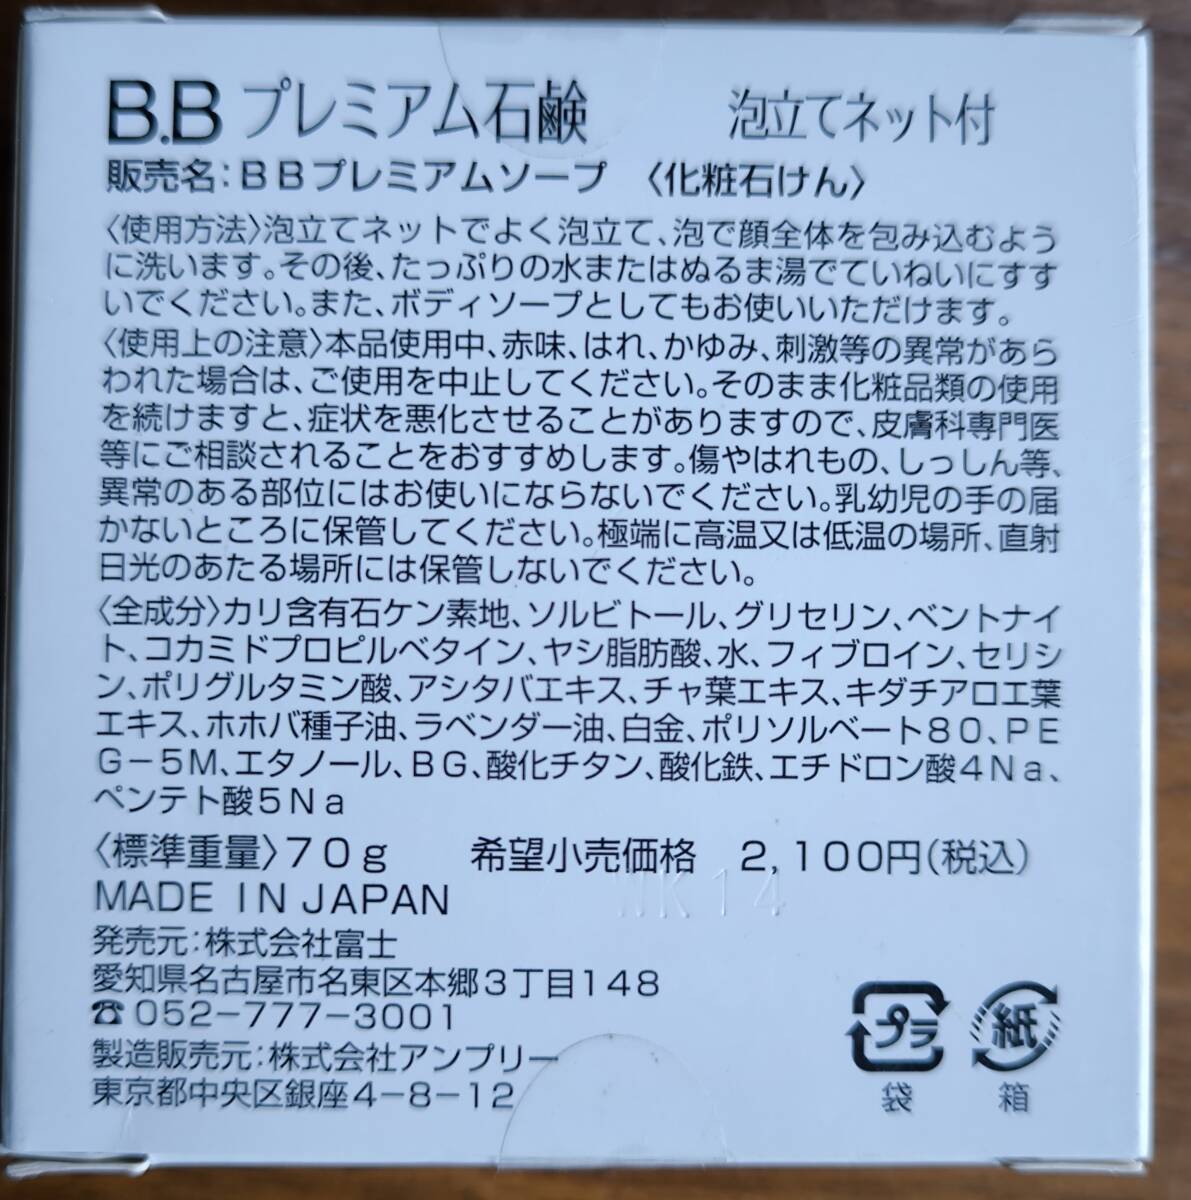 B.B プレミアム石鹸 泡立てネット付
販売名:BBプレミアムソープ 〈化粧石けん〉
〈使用方法〉泡立てネットでよく泡立て、泡で顔全体を包み込むよう
に洗います。その後、たっぷりの水またはぬるま湯でていねいにすす
いでください。また、ボディソープとしてもお使いいただけます。
〈使用上の注意〉本品使用中、赤味、はれ、かゆみ、刺激等の異常があら
われた場合は、ご使用を中止してください。そのまま化粧品類の使用
を続けますと、症状を悪化させることがありますので、皮膚科専門医
等にご相談されることをおすすめします。傷やはれもの、しっしん等、
異常のある部位にはお使いにならないでください。乳幼児の手の届
かないところに保管してください。極端に高温又は低温の場所、直射
日光のあたる場所には保管しないでください。
〈全成分〉カリ含有石ケン素地、ソルビトール、グリセリン、ベントナイ
ト、コカミドプロピルベタイン、ヤシ脂肪酸、水、フィブロイン、セリシ
ン、ポリグルタミン酸、アシタバエキス、チャ葉エキス、キダチアロエ葉
エキス、ホホバ種子油、ラベンダー油、白金、ポリソルベート80、PE
G-5M、エタノール、BG、酸化チタン、酸化鉄、エチドロン酸4Na、
ペンテト酸5Na
〈標準重量〉70g 希望小売価格 2,100円(税込)
MADE IN JAPAN
発売元:株式会社富士
愛知県名古屋市名東区本郷3丁目148
☎052-777-3001
製造販売元:株式会社アンプリー
東京都中央区銀座4-8-12
プラ 紙
袋 箱